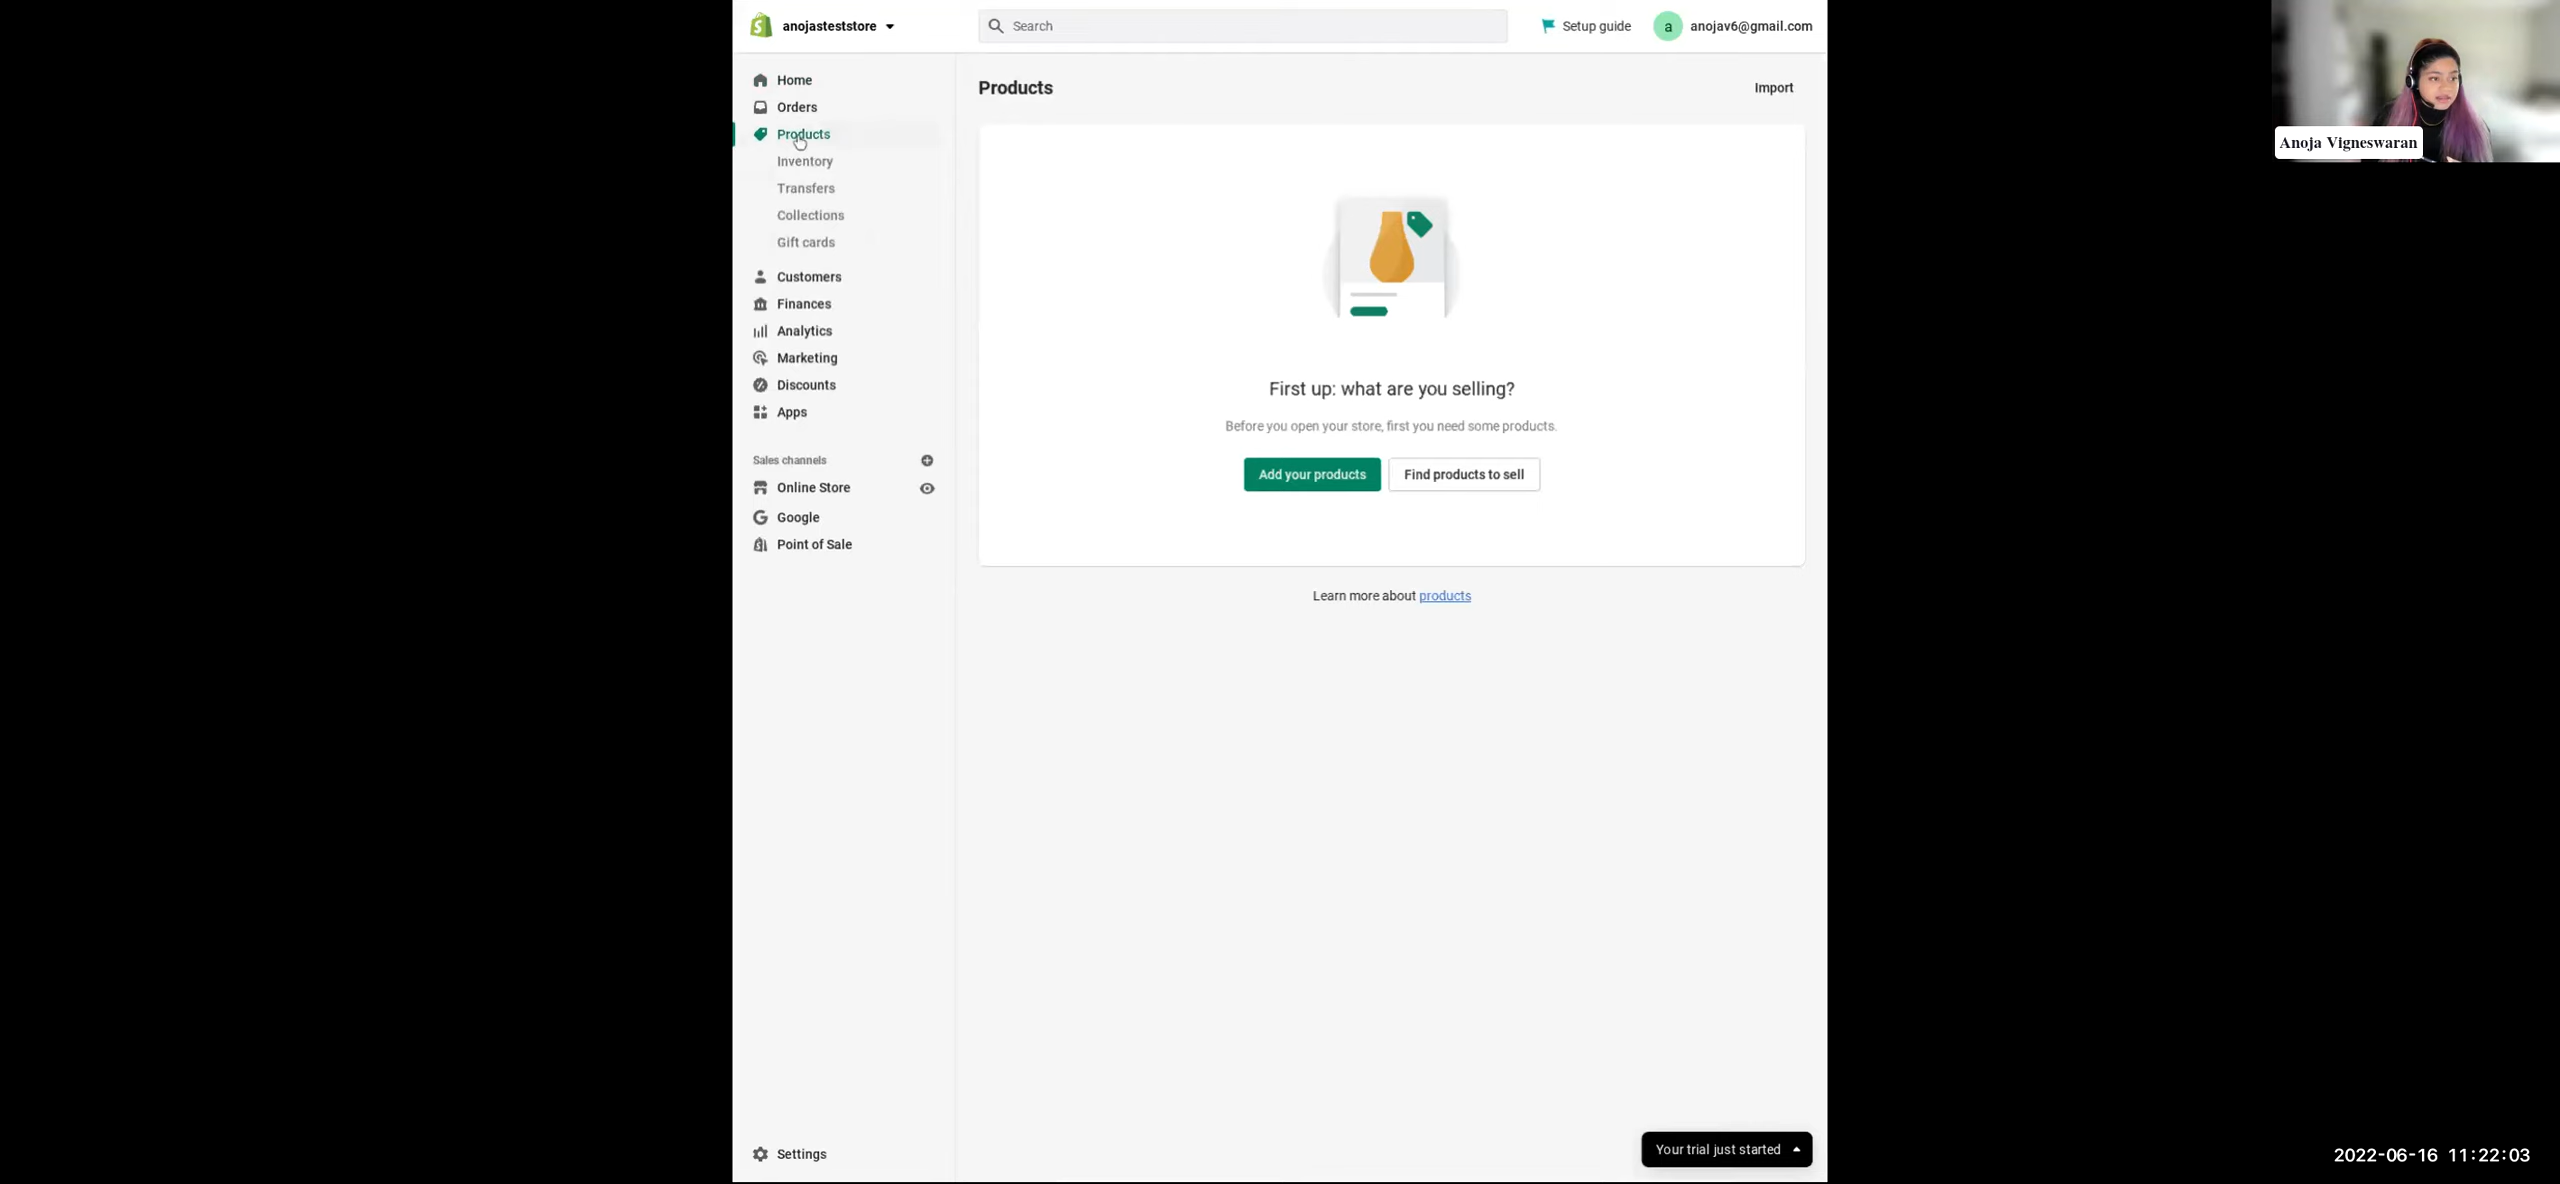 anojasteststore
Search
Setup guide
a
anojav6@gmail.com
Home
Orders
Products
Inventory
Transfers
Collections
Gift cards
Customers
Finances
Analytics
Marketing
Discounts
Apps
Sales channels
Online Store
Google
Point of Sale
Settings
Products
Import
First up: what are you selling?
Before you open your store, first you need some products.
Add your products
Find products to sell
Learn more about products
Your trial just started
Anoja Vigneswaran
2022-06-16 11:22:03